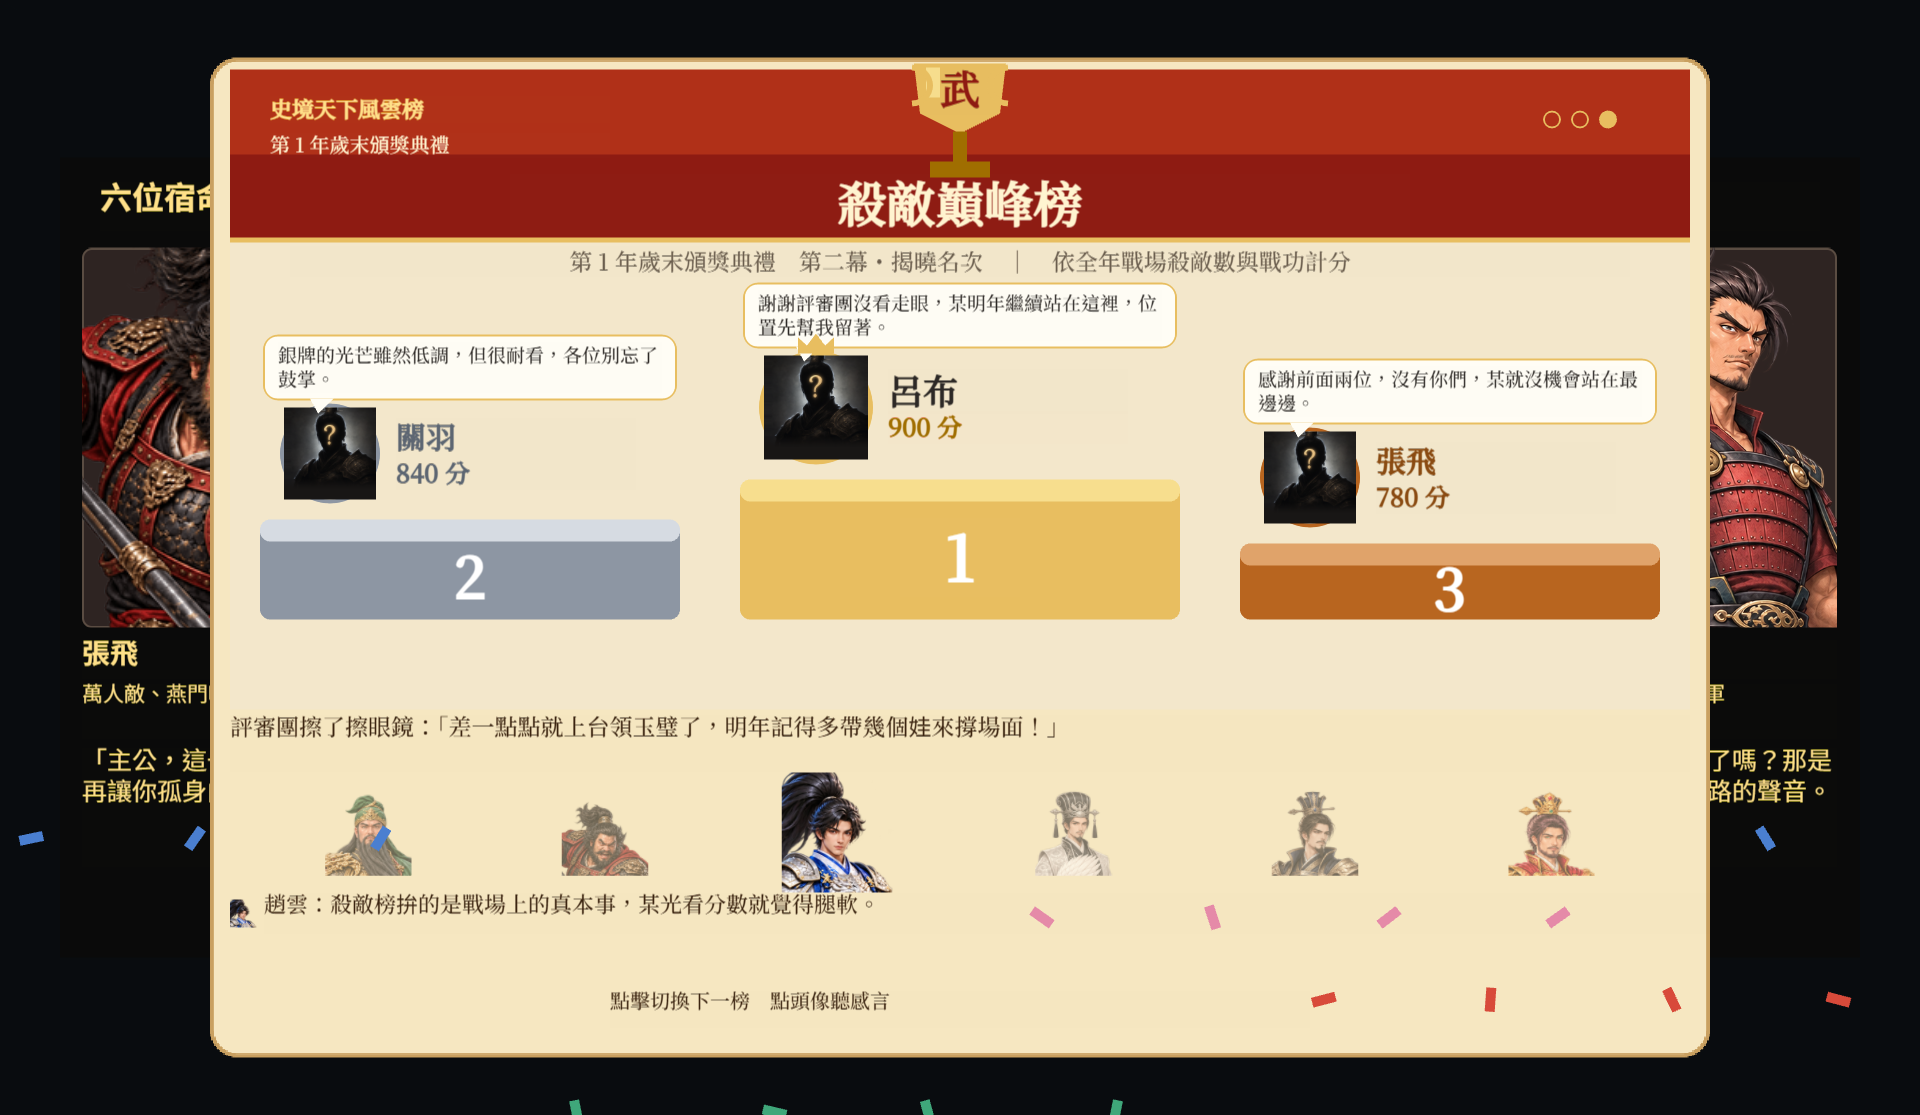 史境天下風雲榜
第 1 年歲末頒獎典禮
武
殺敵巔峰榜
第 1 年歲末頒獎典禮　第二幕・揭曉名次　｜　依全年戰場殺敵數與戰功計分
謝謝評審團沒看走眼，某明年繼續站在這裡，位
置先幫我留著。
銀牌的光芒雖然低調，但很耐看，各位別忘了
鼓掌。
感謝前面兩位，沒有你們，某就沒機會站在最
邊邊。
?
呂布
900 分
?
關羽
840 分
?
張飛
780 分
2
1
3
評審團擦了擦眼鏡：「差一點點就上台領玉璧了，明年記得多帶幾個娃來撐場面！」
趙雲：殺敵榜拚的是戰場上的真本事，某光看分數就覺得腿軟。
點擊切換下一榜　點頭像聽感言
六位宿命
張飛
萬人敵、燕門
「主公，這
再讓你孤身
軍
了嗎？那是
路的聲音。